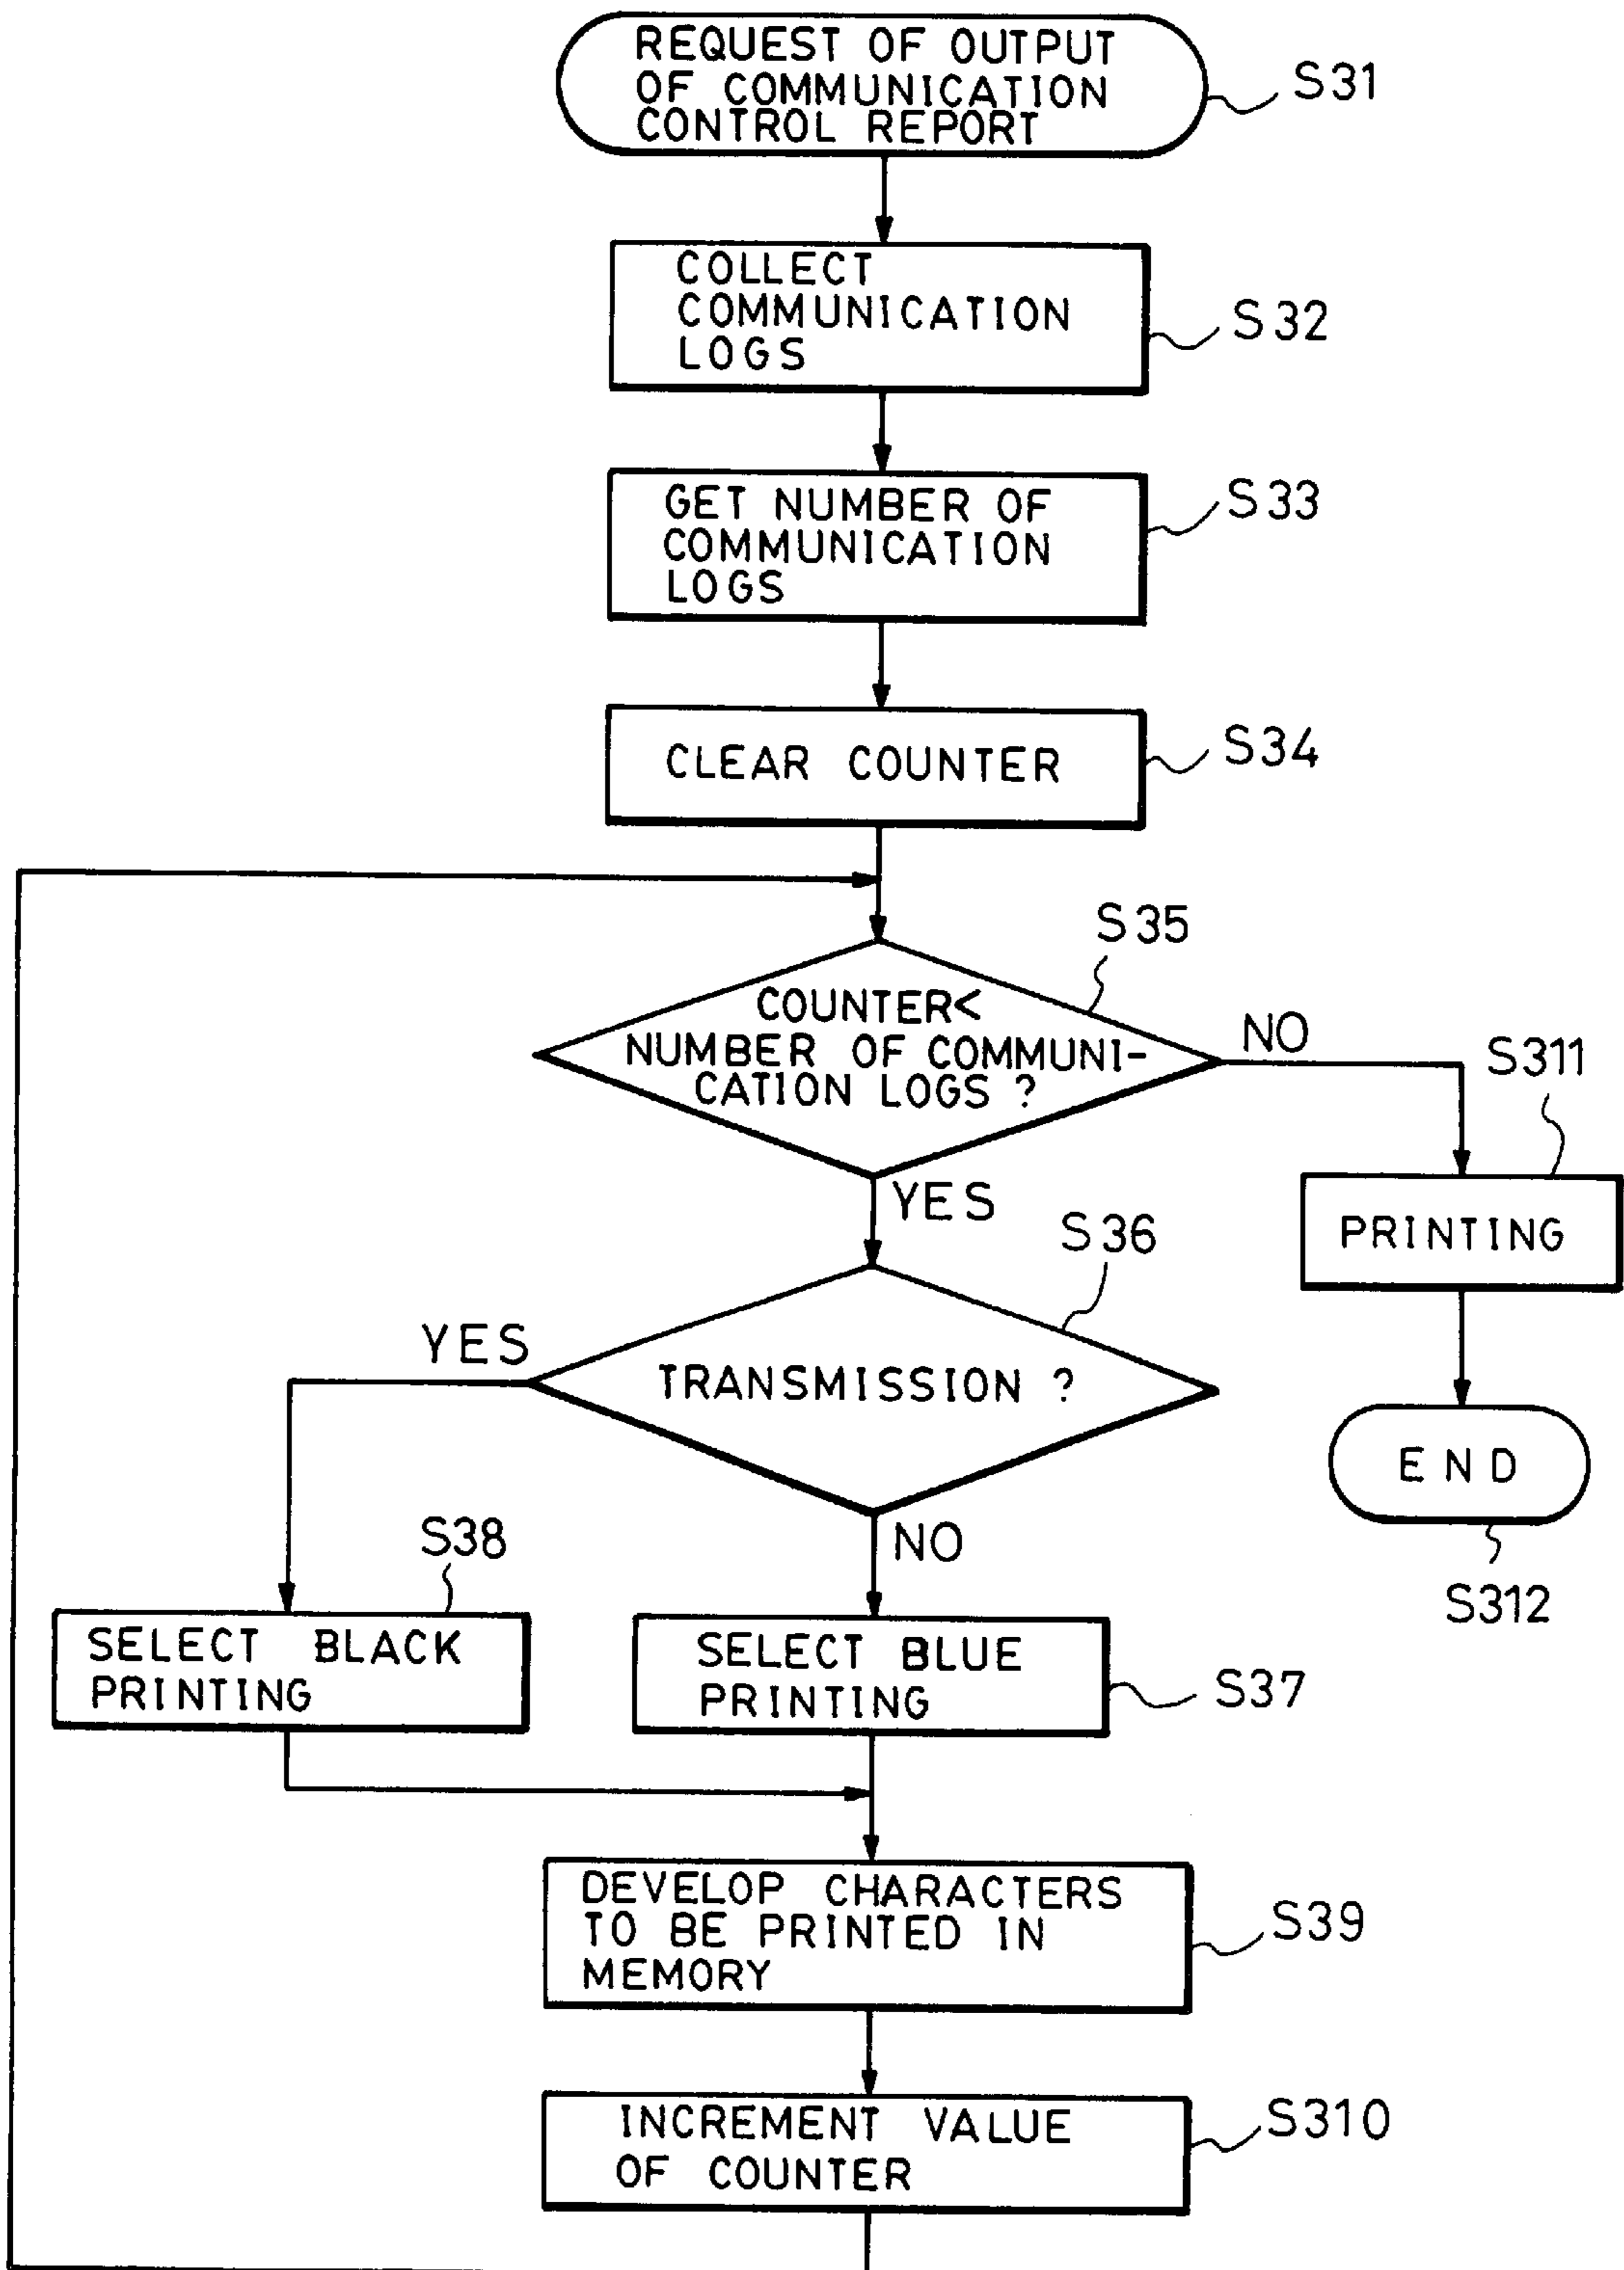 REQUEST OF OUTPUT
OF COMMUNICATION
CONTROL REPORT
S31
COLLECT
COMMUNICATION
LOGS
S32
GET NUMBER OF
COMMUNICATION
LOGS
S33
CLEAR COUNTER
S34
S35
COUNTER<
NUMBER OF COMMUNI-
CATION LOGS ?
NO
S311
YES
PRINTING
S36
YES
TRANSMISSION ?
END
NO
S312
S38
SELECT BLACK
PRINTING
SELECT BLUE
PRINTING
S37
DEVELOP CHARACTERS
TO BE PRINTED IN
MEMORY
S39
INCREMENT VALUE
OF COUNTER
S310